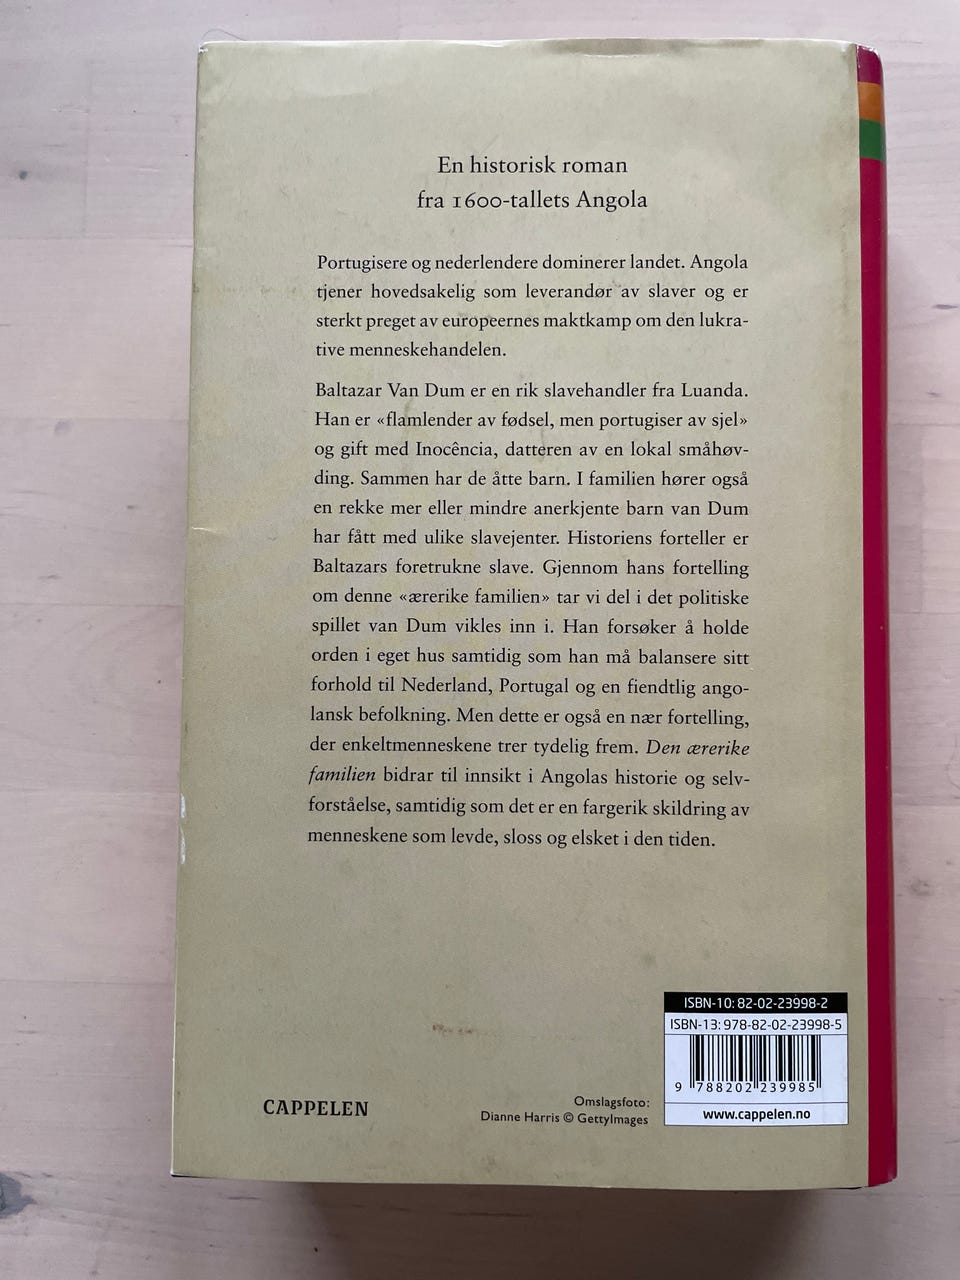 En historisk roman
fra 1600-tallets Angola
Portugisere og nederlendere dominerer landet. Angola
tjener hovedsakelig som leverandør av slaver og er
sterkt preget av europeernes maktkamp om den lukra-
tive menneskehandelen.
Baltazar Van Dum er en rik slavehandler fra Luanda.
Han er «flamlender av fødsel, men portugiser av sjel»
og gift med Inocência, datteren av en lokal småhøv-
ding. Sammen har de åtte barn. I familien hører også
en rekke mer eller mindre anerkjente barn van Dum
har fått med ulike slavejenter. Historiens forteller er
Baltazars foretrukne slave. Gjennom hans fortelling
om denne «ærerike familien» tar vi del i det politiske
spillet van Dum vikles inn i. Han forsøker å holde
orden i eget hus samtidig som han må balansere sitt
forhold til Nederland, Portugal og en fiendtlig ango-
lansk befolkning. Men dette er også en nær fortelling,
der enkeltmenneskene trer tydelig frem. Den ærerike
familien bidrar til innsikt i Angolas historie og selv-
forståelse, samtidig som det er en fargerik skildring av
menneskene som levde, sloss og elsket i den tiden.
ISBN-10: 82-02-23998-2
ISBN-13: 978-82-02-23998-5
9 788202 239985
www.cappelen.no
Omslagsfoto:
Dianne Harris © GettyImages
CAPPELEN